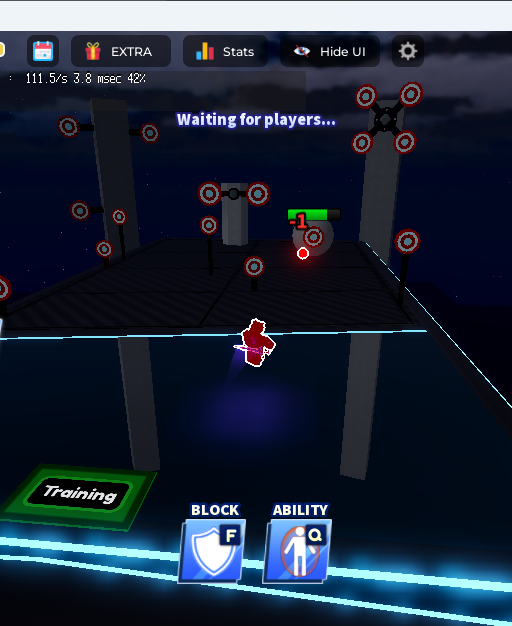 EXTRA
Stats
Hide UI
: 111.5/s 3.8 msec 42%
Waiting for players...
-1
Training
BLOCK
ABILITY
F
Q